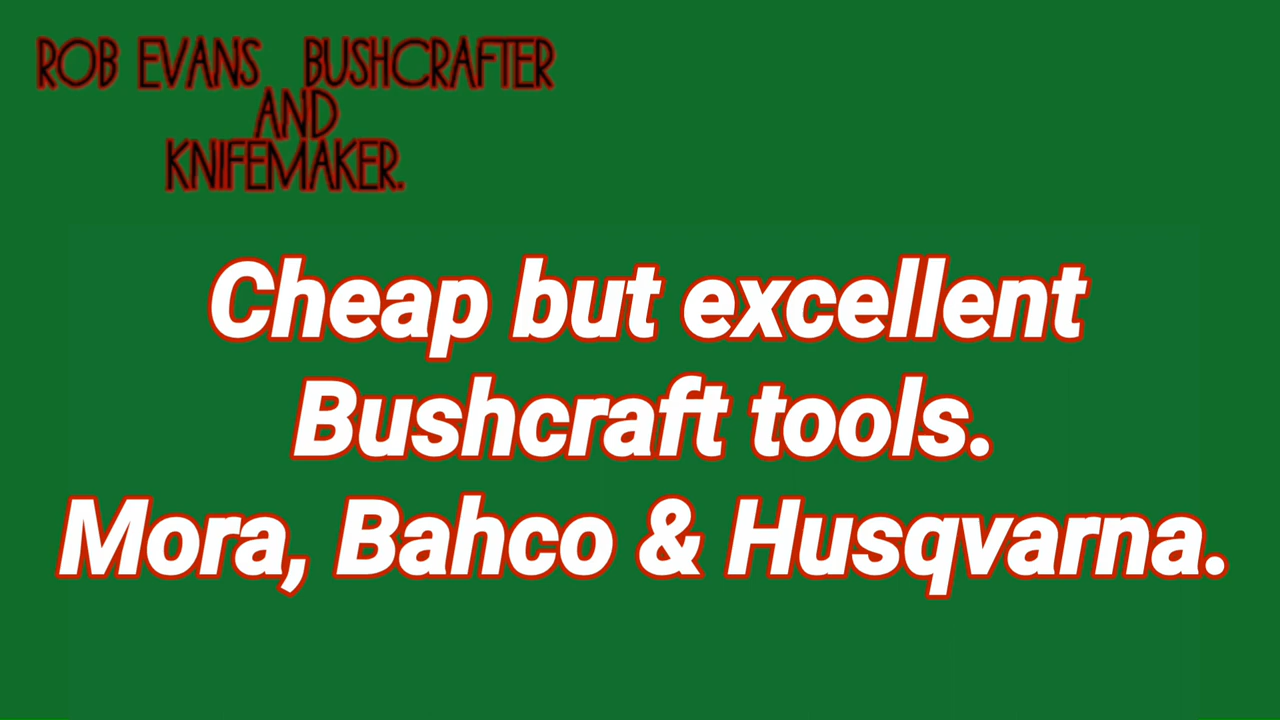 ROB EVANS BUSHCRAFTER
AND
KNIFEMAKER.
Cheap but excellent
Bushcraft tools.
Mora, Bahco & Husqvarna.